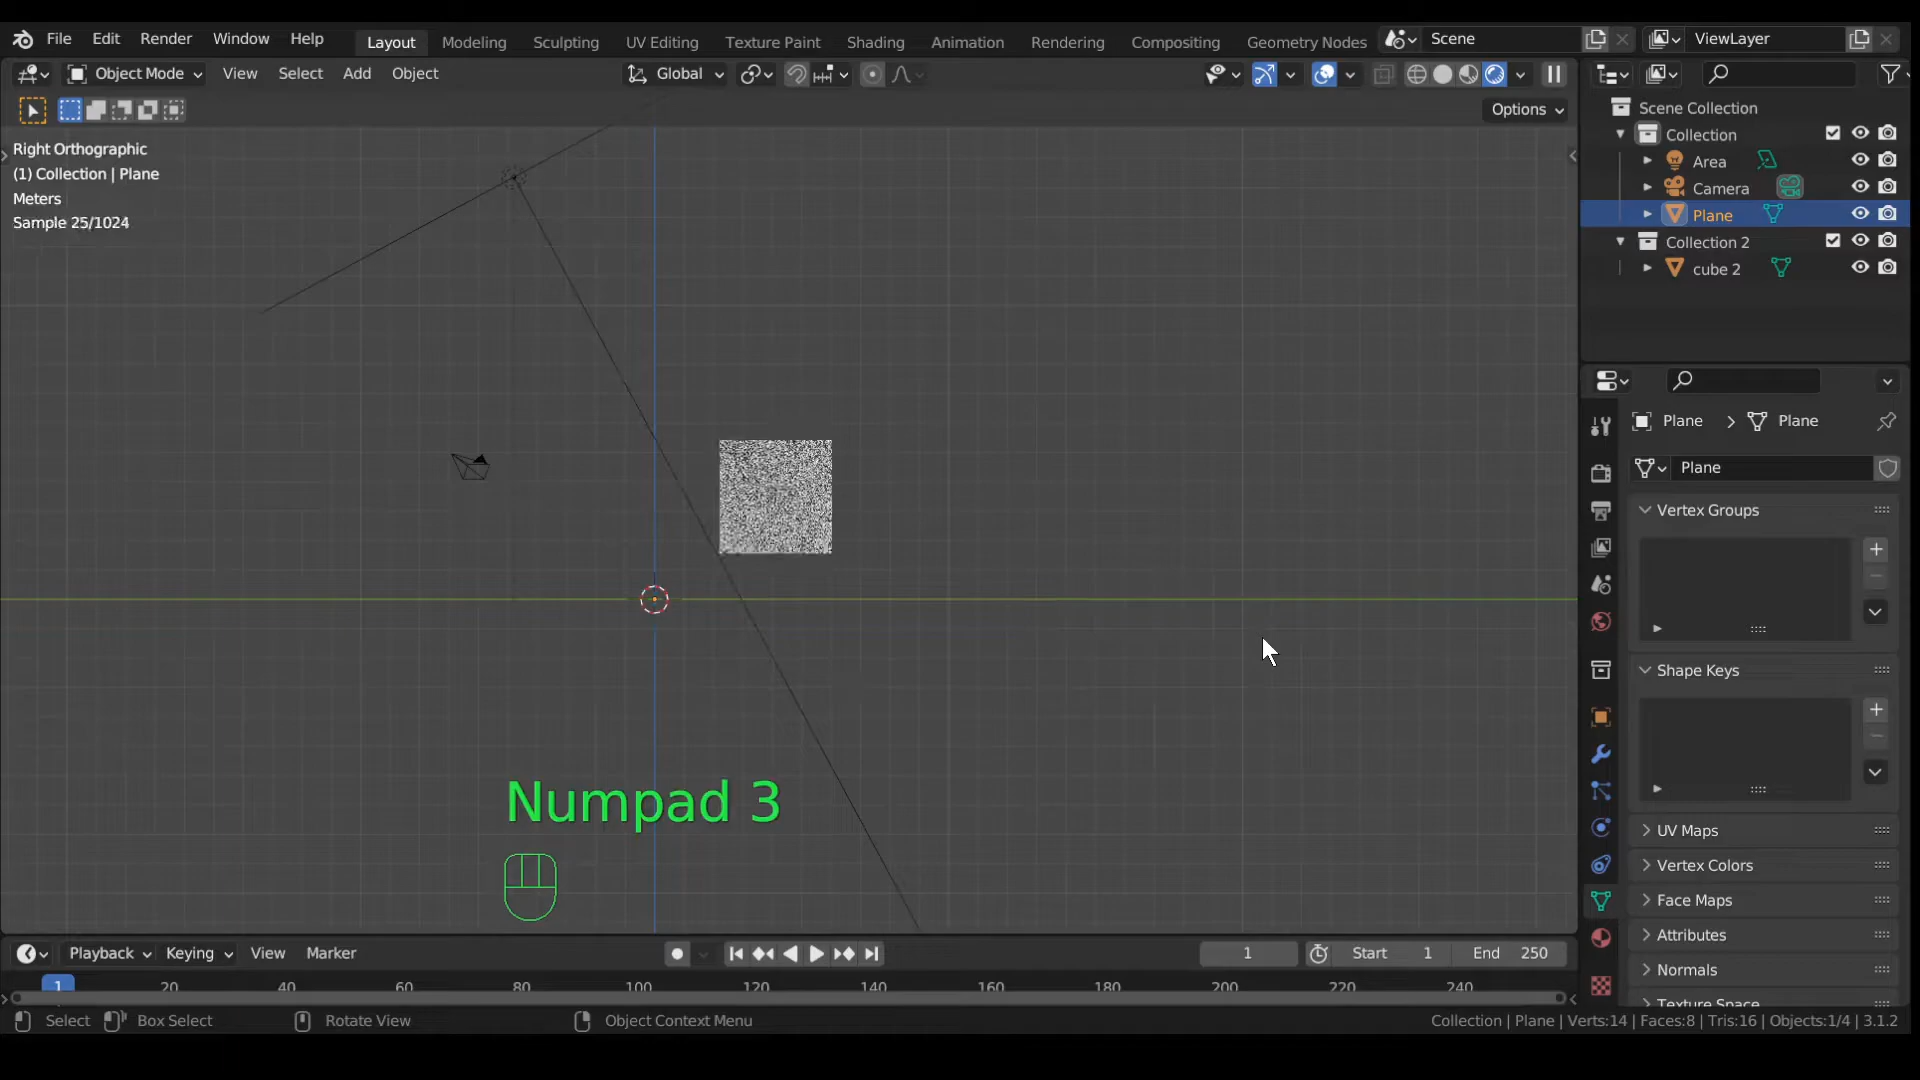 File Edit Render Window Help Layout Modeling Sculpting UV Editing Texture Paint Shading Animation Rendering Compositing Geometry Nodes Scene ViewLayer
Object Mode View Select Add Object Global
Options
Right Orthographic
(1) Collection | Plane
Meters
Sample 25/1024
Scene Collection
Collection
Area
Camera
Plane
Collection 2
cube 2
Plane Plane
Plane
Vertex Groups
Shape Keys
UV Maps
Vertex Colors
Face Maps
Attributes
Normals
Texture Space
Numpad 3
Playback Keying View Marker 1 Start 1 End 250
1 20 40 60 80 100 120 140 160 180 200 220 240
Select Box Select Rotate View Object Context Menu Collection | Plane | Verts:14 | Faces:8 | Tris:16 | Objects:1/4 | 3.1.2